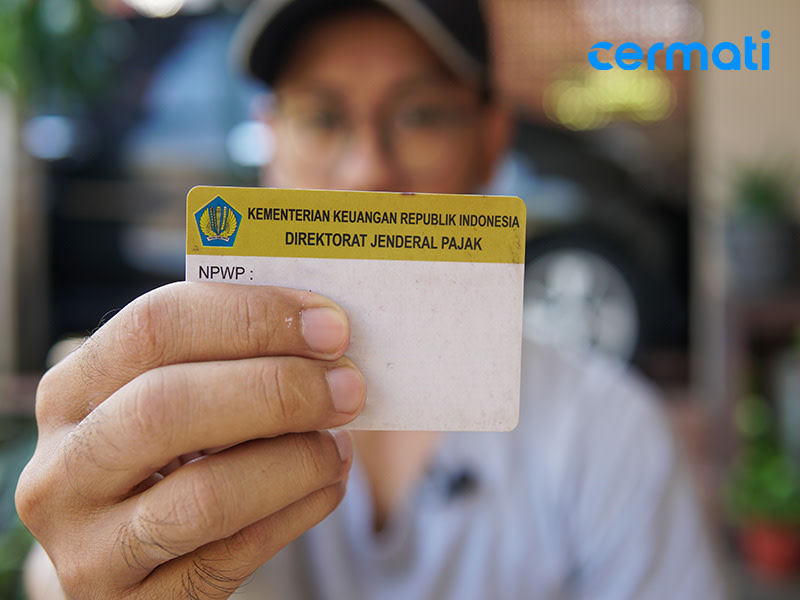 cermati
KEMENTERIAN KEUANGAN REPUBLIK INDONESIA
DIREKTORAT JENDERAL PAJAK
NPWP :